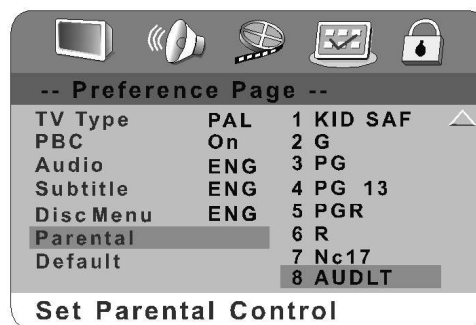 -- Preference Page --
TV Type PAL 1 KID SAF
PBC On 2 G
Audio ENG 3 PG
Subtitle ENG 4 PG 13
Disc Menu ENG 5 PGR
Parental 6 R
Default 7 Nc17
8 AUDLT
Set Parental Control